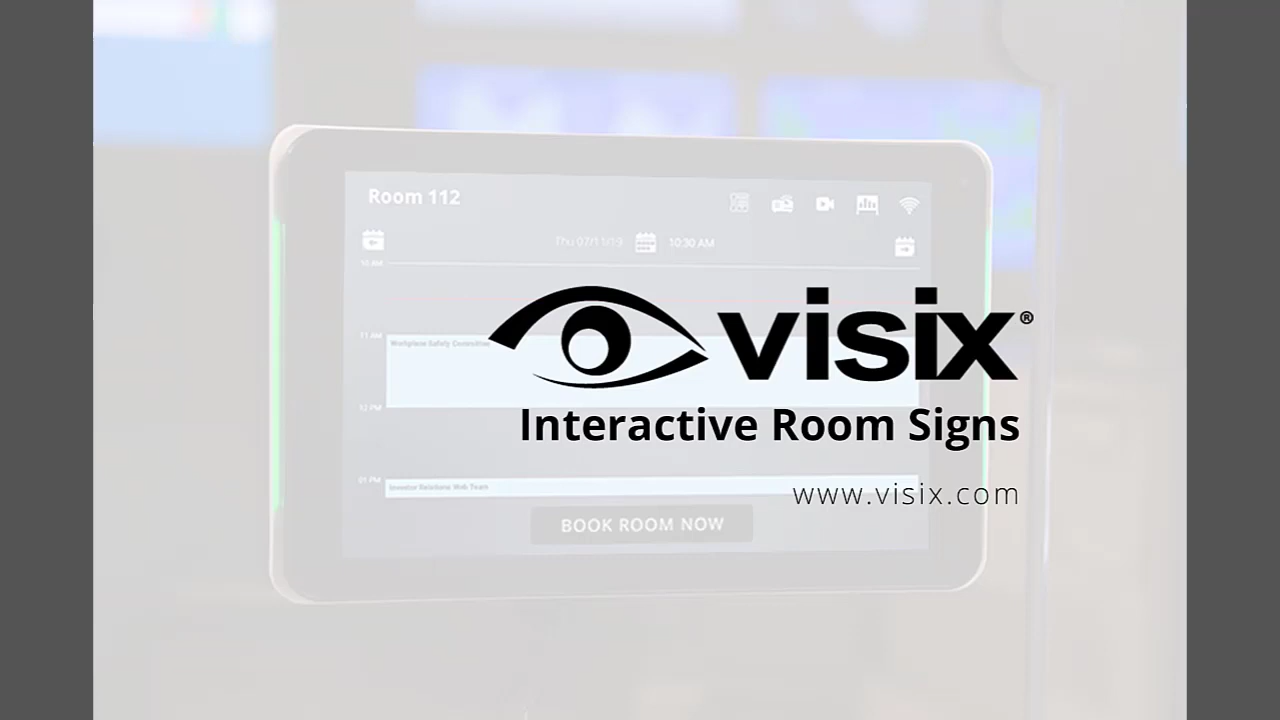 Room 112
Thu 07/11/19 10:30 AM
10 AM
11 AM
Workplace Safety Committee
visix®
12 PM
Interactive Room Signs
01 PM
Investor Relations Web Team
www.visix.com
BOOK ROOM NOW